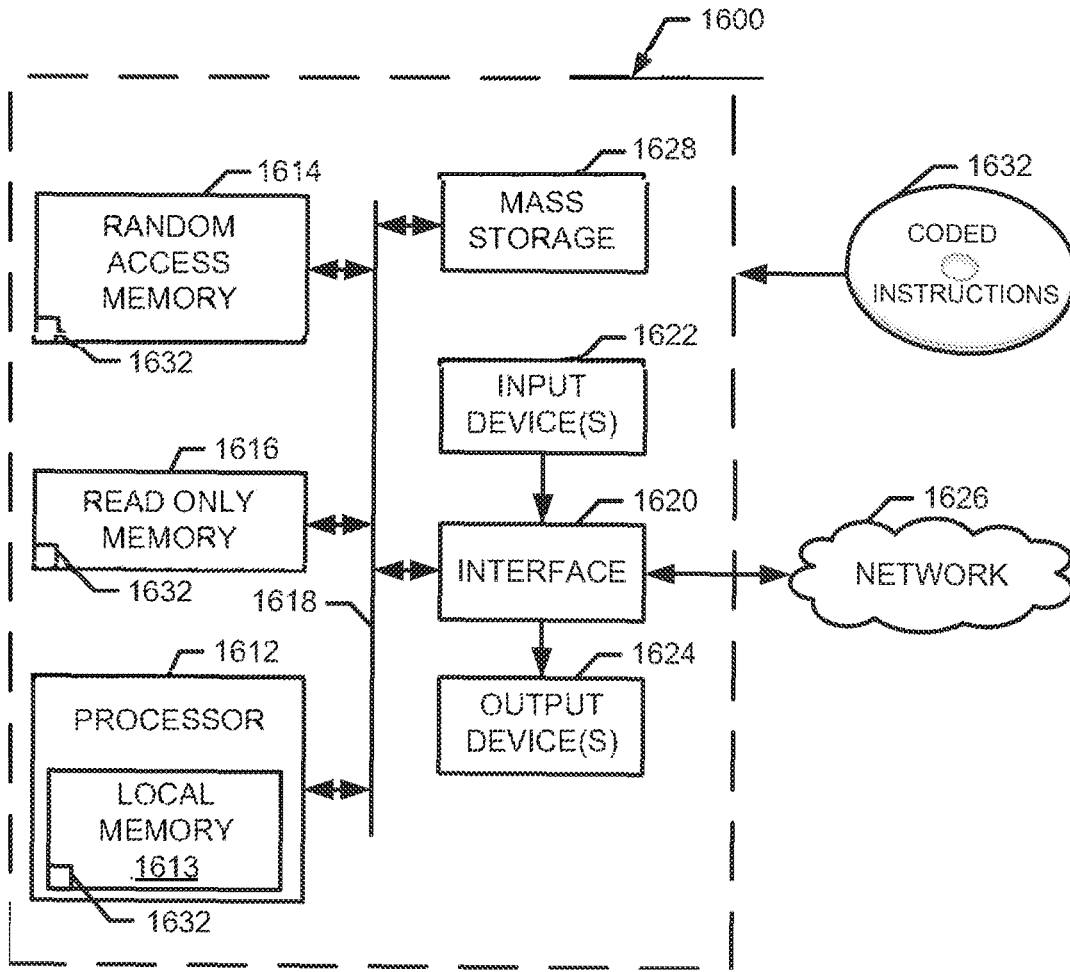 1600
1614
RANDOM
ACCESS
MEMORY
1632
1628
MASS
STORAGE
1632
CODED
INSTRUCTIONS
1622
INPUT
DEVICE(S)
1616
READ ONLY
MEMORY
1632
1620
INTERFACE
1626
NETWORK
1618
1612
PROCESSOR
LOCAL
MEMORY
1613
1632
1624
OUTPUT
DEVICE(S)